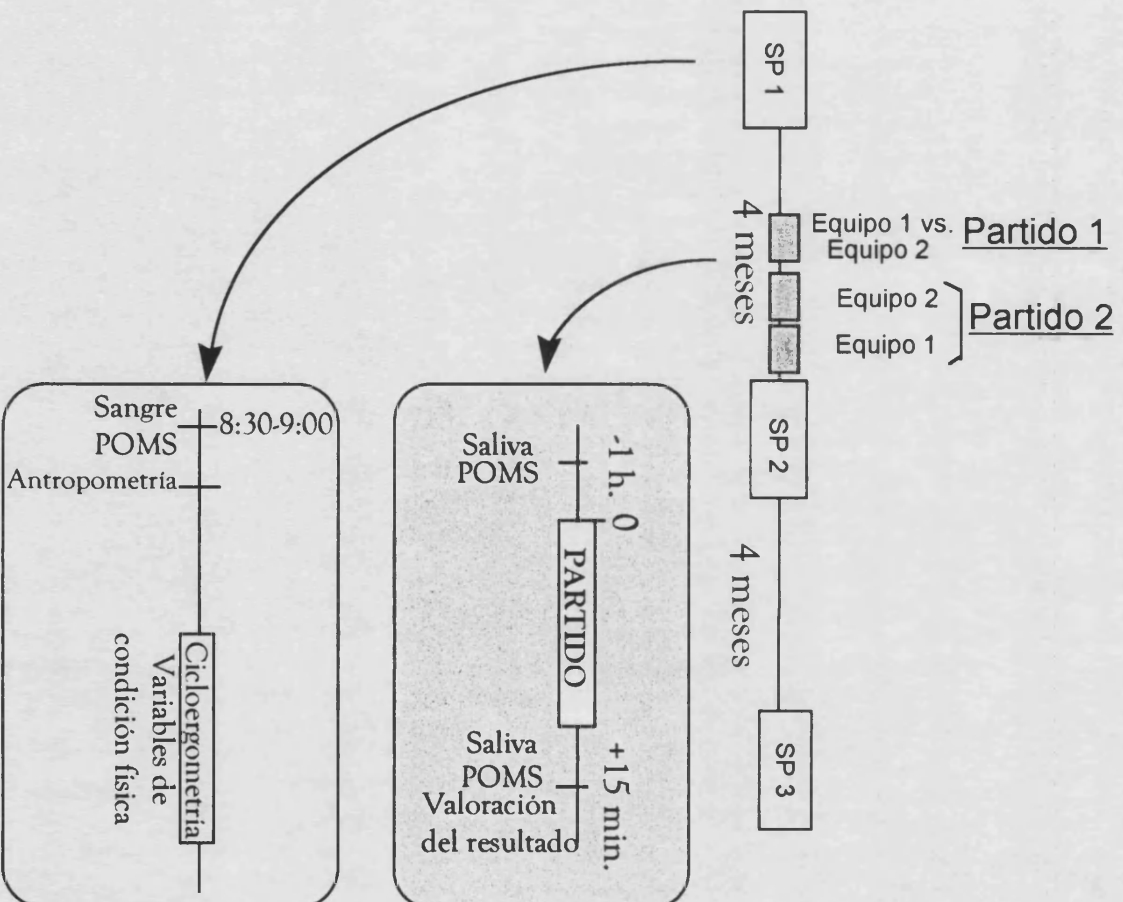 SP 1
4 meses
Equipo 1 vs.
Equipo 2
Partido 1
Equipo 2
Equipo 1
Partido 2
SP 2
4 meses
SP 3
Sangre
POMS
8:30-9:00
Antropometría
Cicloergometría
Variables de
condición física
Saliva
POMS
-1 h.
0
PARTIDO
Saliva
POMS
Valoración
del resultado
+15 min.